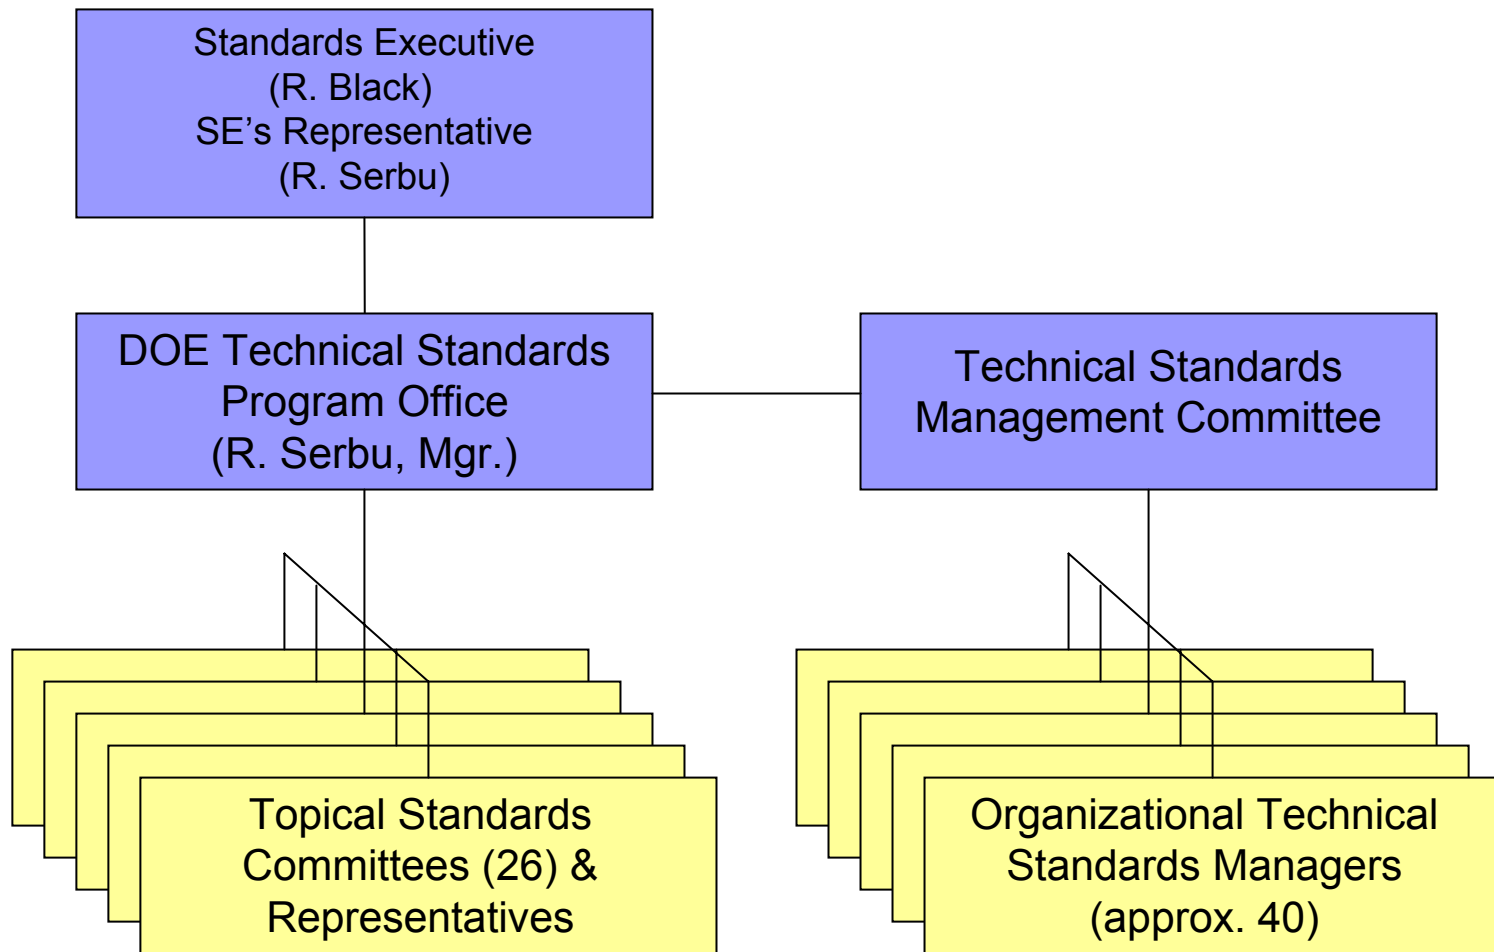 Standards Executive
(R. Black)
SE’s Representative
(R. Serbu)
DOE Technical Standards
Program Office
(R. Serbu, Mgr.)
Technical Standards
Management Committee
Topical Standards
Committees (26) &
Representatives
Organizational Technical
Standards Managers
(approx. 40)